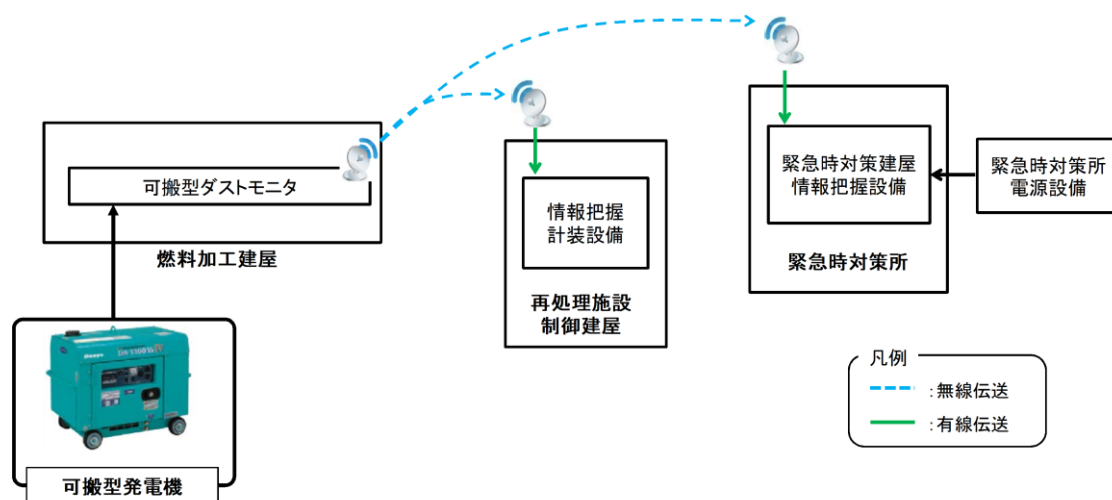 可搬型ダストモニタ
燃料加工建屋
可搬型発電機
情報把握
計装設備
再処理施設
制御建屋
緊急時対策建屋
情報把握設備
緊急時対策所
緊急時対策所
電源設備
凡例
：無線伝送
：有線伝送